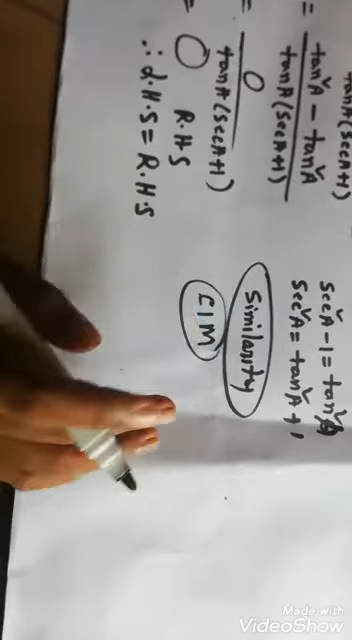 tanA(secA+1)
= tan²A - tan²A
tanA(secA+1)
= 0
tanA(secA+1)
= 0 R.H.S
∴ L.H.S = R.H.S
sec²A - 1 = tan²A
sec²A = tan²A + 1
Similarity
Made with
VideoShow